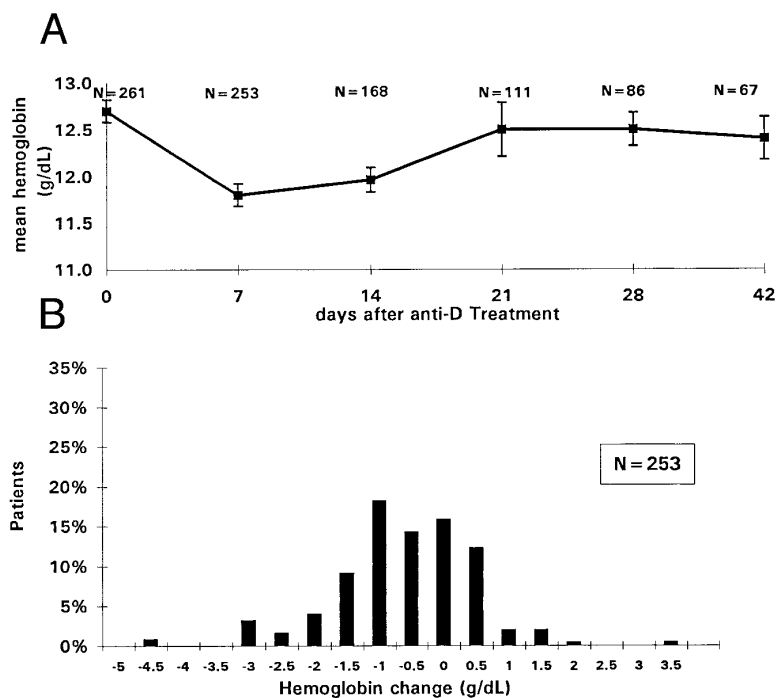 A
mean hemoglobin
(g/dL)
13.0
12.5
12.0
11.5
11.0
N=261 N=253 N=168 N=111 N=86 N=67
0 7 14 21 28 42
days after anti-D Treatment
B
Patients
35%
30%
25%
20%
15%
10%
5%
0%
N=253
-5 -4.5 -4 -3.5 -3 -2.5 -2 -1.5 -1 -0.5 0 0.5 1 1.5 2 2.5 3 3.5
Hemoglobin change (g/dL)